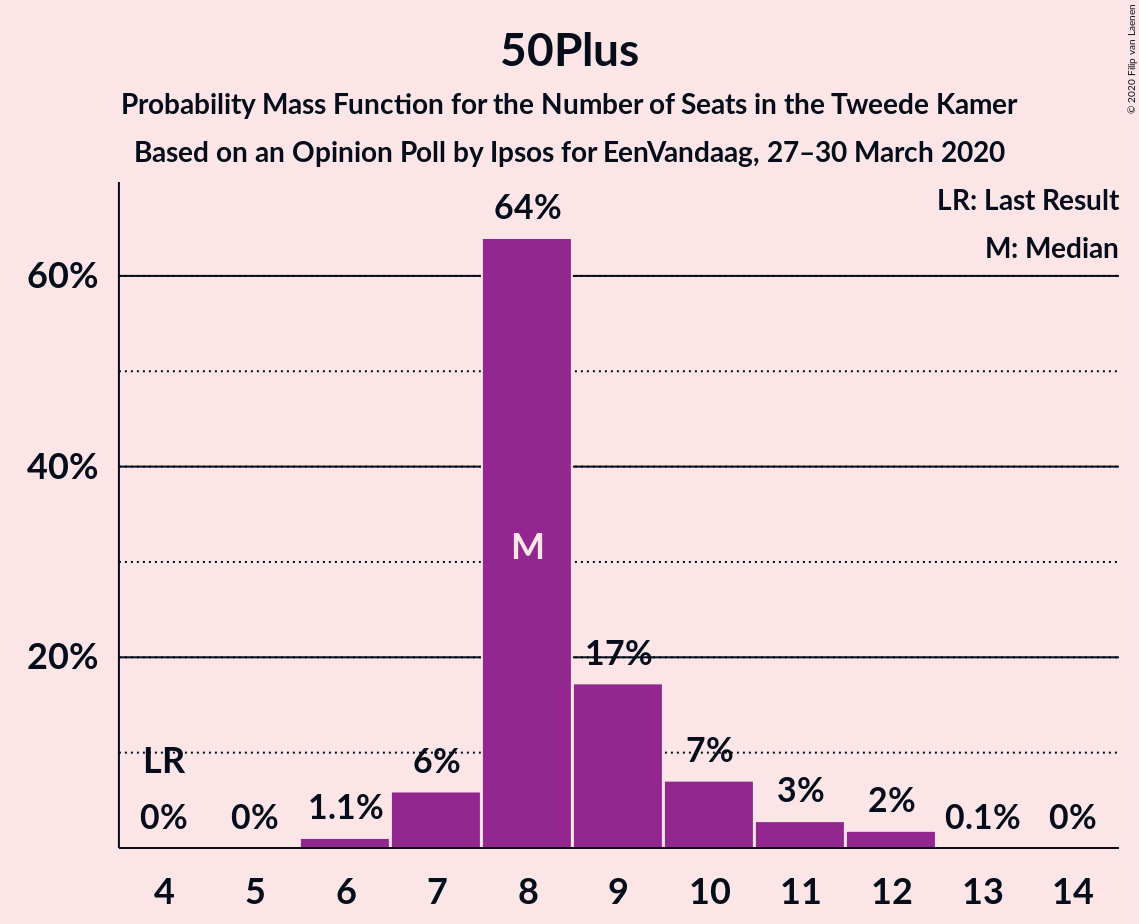 50Plus
Probability Mass Function for the Number of Seats in the Tweede Kamer
Based on an Opinion Poll by Ipsos for EenVandaag, 27–30 March 2020
© 2020 Filip van Laenen
LR: Last Result
M: Median
64%
60%
40%
M
20%
17%
LR
6%
7%
3%
2%
0%
0%
1.1%
0.1%
0%
4 5 6 7 8 9 10 11 12 13 14